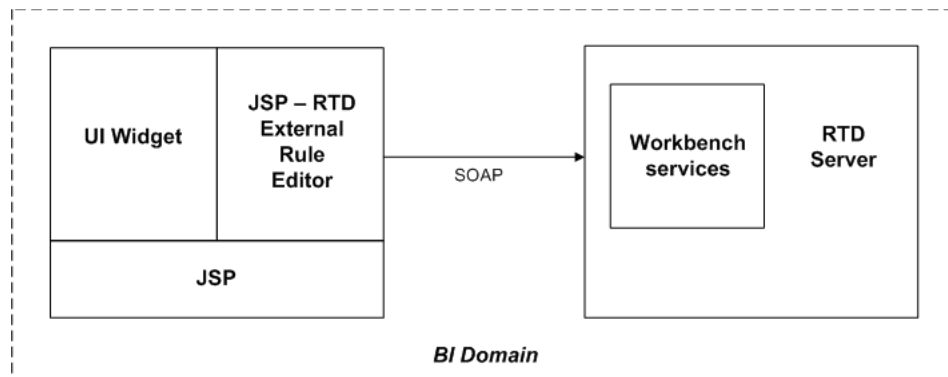 UI Widget
JSP – RTD
External
Rule
Editor
JSP
SOAP
Workbench
services
RTD
Server
BI Domain